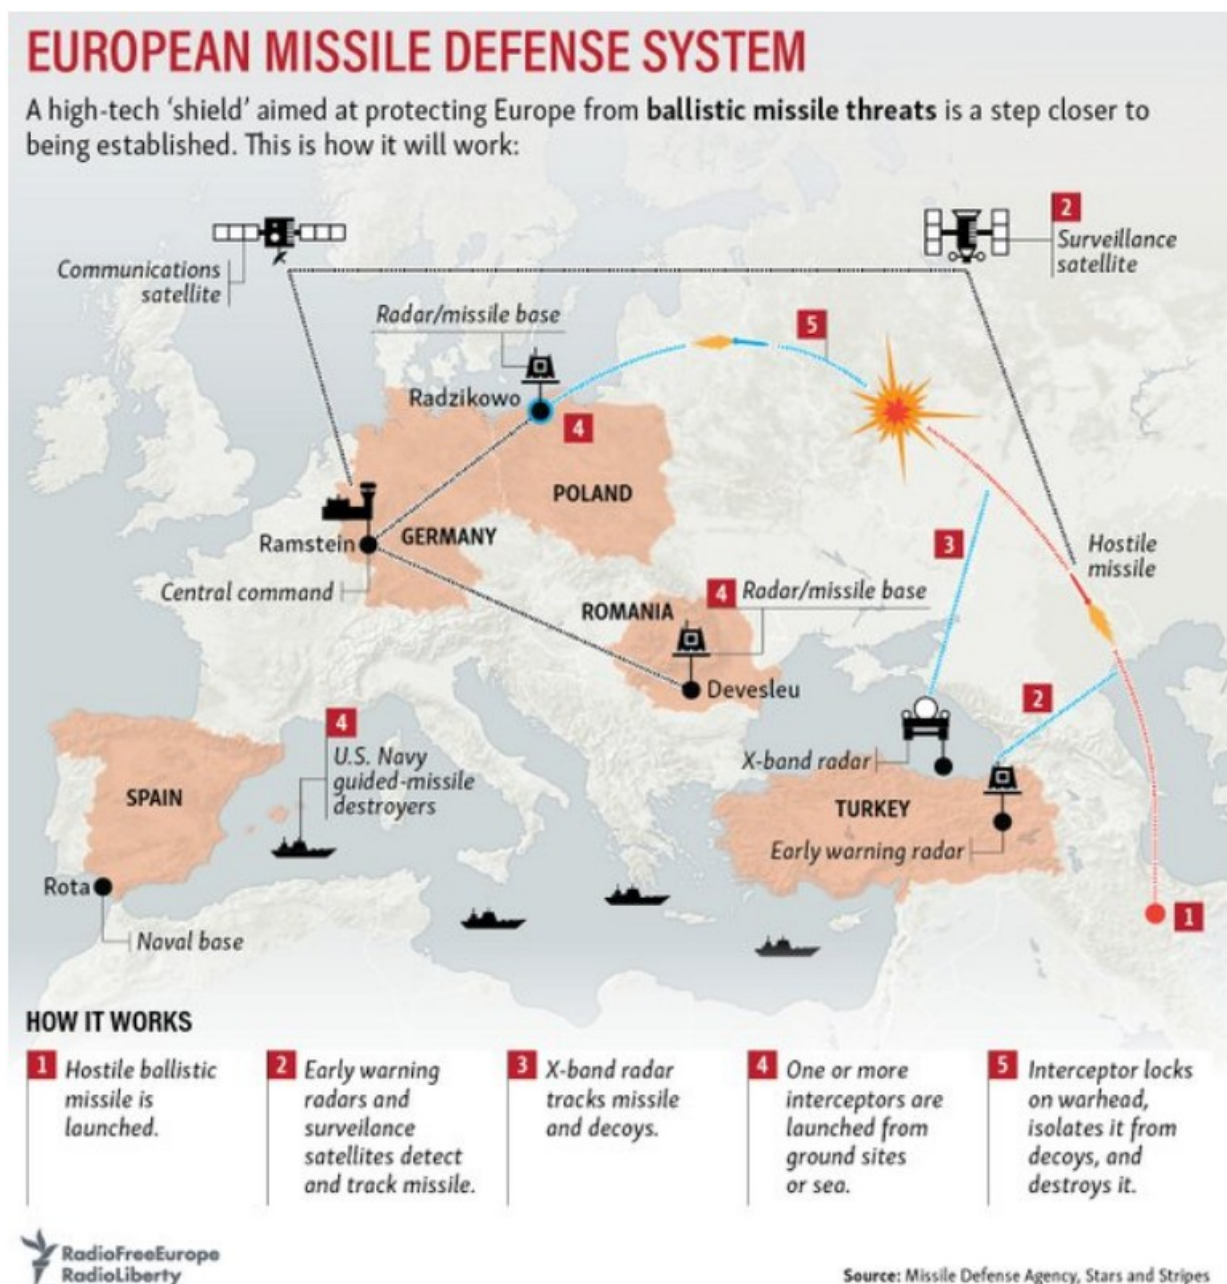 EUROPEAN MISSILE DEFENSE SYSTEM
A high-tech ‘shield’ aimed at protecting Europe from ballistic missile threats is a step closer to
being established. This is how it will work:
2
Surveillance
satellite
Communications
satellite
Radar/missile base
5
Radzikowo
4
POLAND
Ramstein
GERMANY
3
Hostile
missile
Central command
ROMANIA
4
Radar/missile base
Devesleu
2
4
U.S. Navy
guided-missile
destroyers
X-band radar
SPAIN
TURKEY
Early warning radar
Rota
1
Naval base
HOW IT WORKS
1
Hostile ballistic
missile is
launched.
2
Early warning
radars and
surveilance
satellites detect
and track missile.
3
X-band radar
tracks missile
and decoys.
4
One or more
interceptors are
launched from
ground sites
or sea.
5
Interceptor locks
on warhead,
isolates it from
decoys, and
destroys it.
RadioFreeEurope
RadioLiberty
Source: Missile Defense Agency, Stars and Stripes